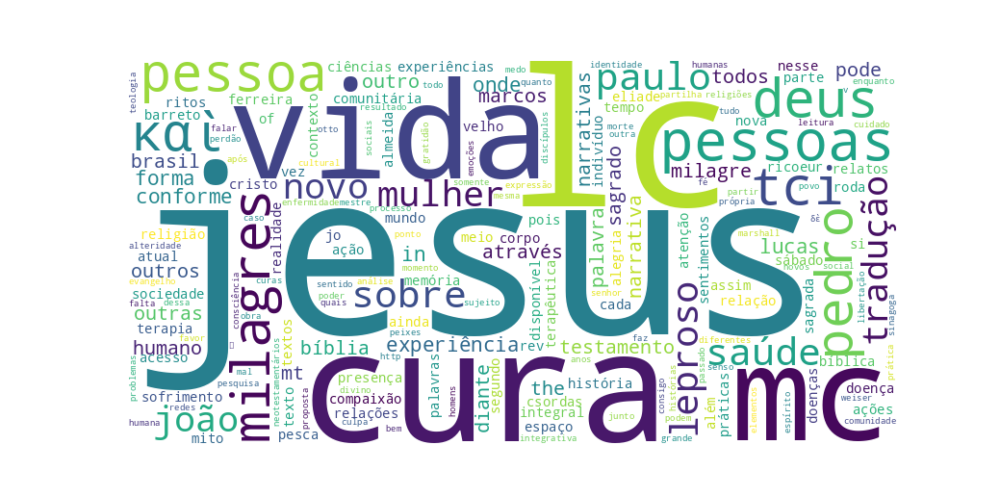 identidade medo quanto humanas
pessoa ciências experiências outro onde paulo todos nesse pode
teologia ritos ferreira comunitária todo marcos narrativas eliade partilha religiões parte v enquanto
vida lc deus
barreto of contexto almeida velho tempo tudo nova leitura cuidado
καὶ otto resultado gratidão emoções discípulos indivíduo morte outra pessoas
brasil falar perdão sociais narrativas milagre ricoeur relatos
forma após cultural somente expressão sagrado fé partir povo roda
conforme cristo vez novo mulher mesma própria tci
enfermidade mestre processo
milagres realidade mundo pois corpo palavra alegria narrativa sentimentos marshall novos social δὲ libertação sinagoga tradução
jesus
religião caso jo ação ponto meio através senhor atenção lucas si pedro
alteridade atual curas momento in cada assim sábado
outros evangelho consciência sentido análise memória disponível terapêutica relação sagrada
sociedade falta dessa poder sujeito sobre
outras obra quais ainda faz diferentes favor
terapia textos bíblia experiência rev testamento leproso saúde
humano acesso mt http peixes anos passado senso bíblica prática
problemas mal presença palavras segundo the história consigo histórias doenças doença
sofrimento pesquisa neotestamentários divino compaixão cura homens diante csordas junto podem além práticas espírito weiser ações mc
joão redes texto proposta relações integral espaço comunidade
humana mito pesca culpa bem integrativa grande